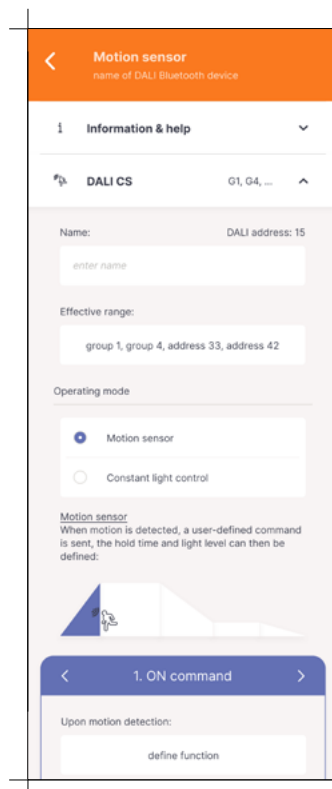 Motion sensor
name of DALI Bluetooth device
i Information & help
DALI CS G1, G4, ...
Name: DALI address: 15
enter name
Effective range:
group 1, group 4, address 33, address 42
Operating mode
Motion sensor
Constant light control
Motion sensor
When motion is detected, a user-defined command
is sent, the hold time and light level can then be
defined:
1. ON command
Upon motion detection:
define function